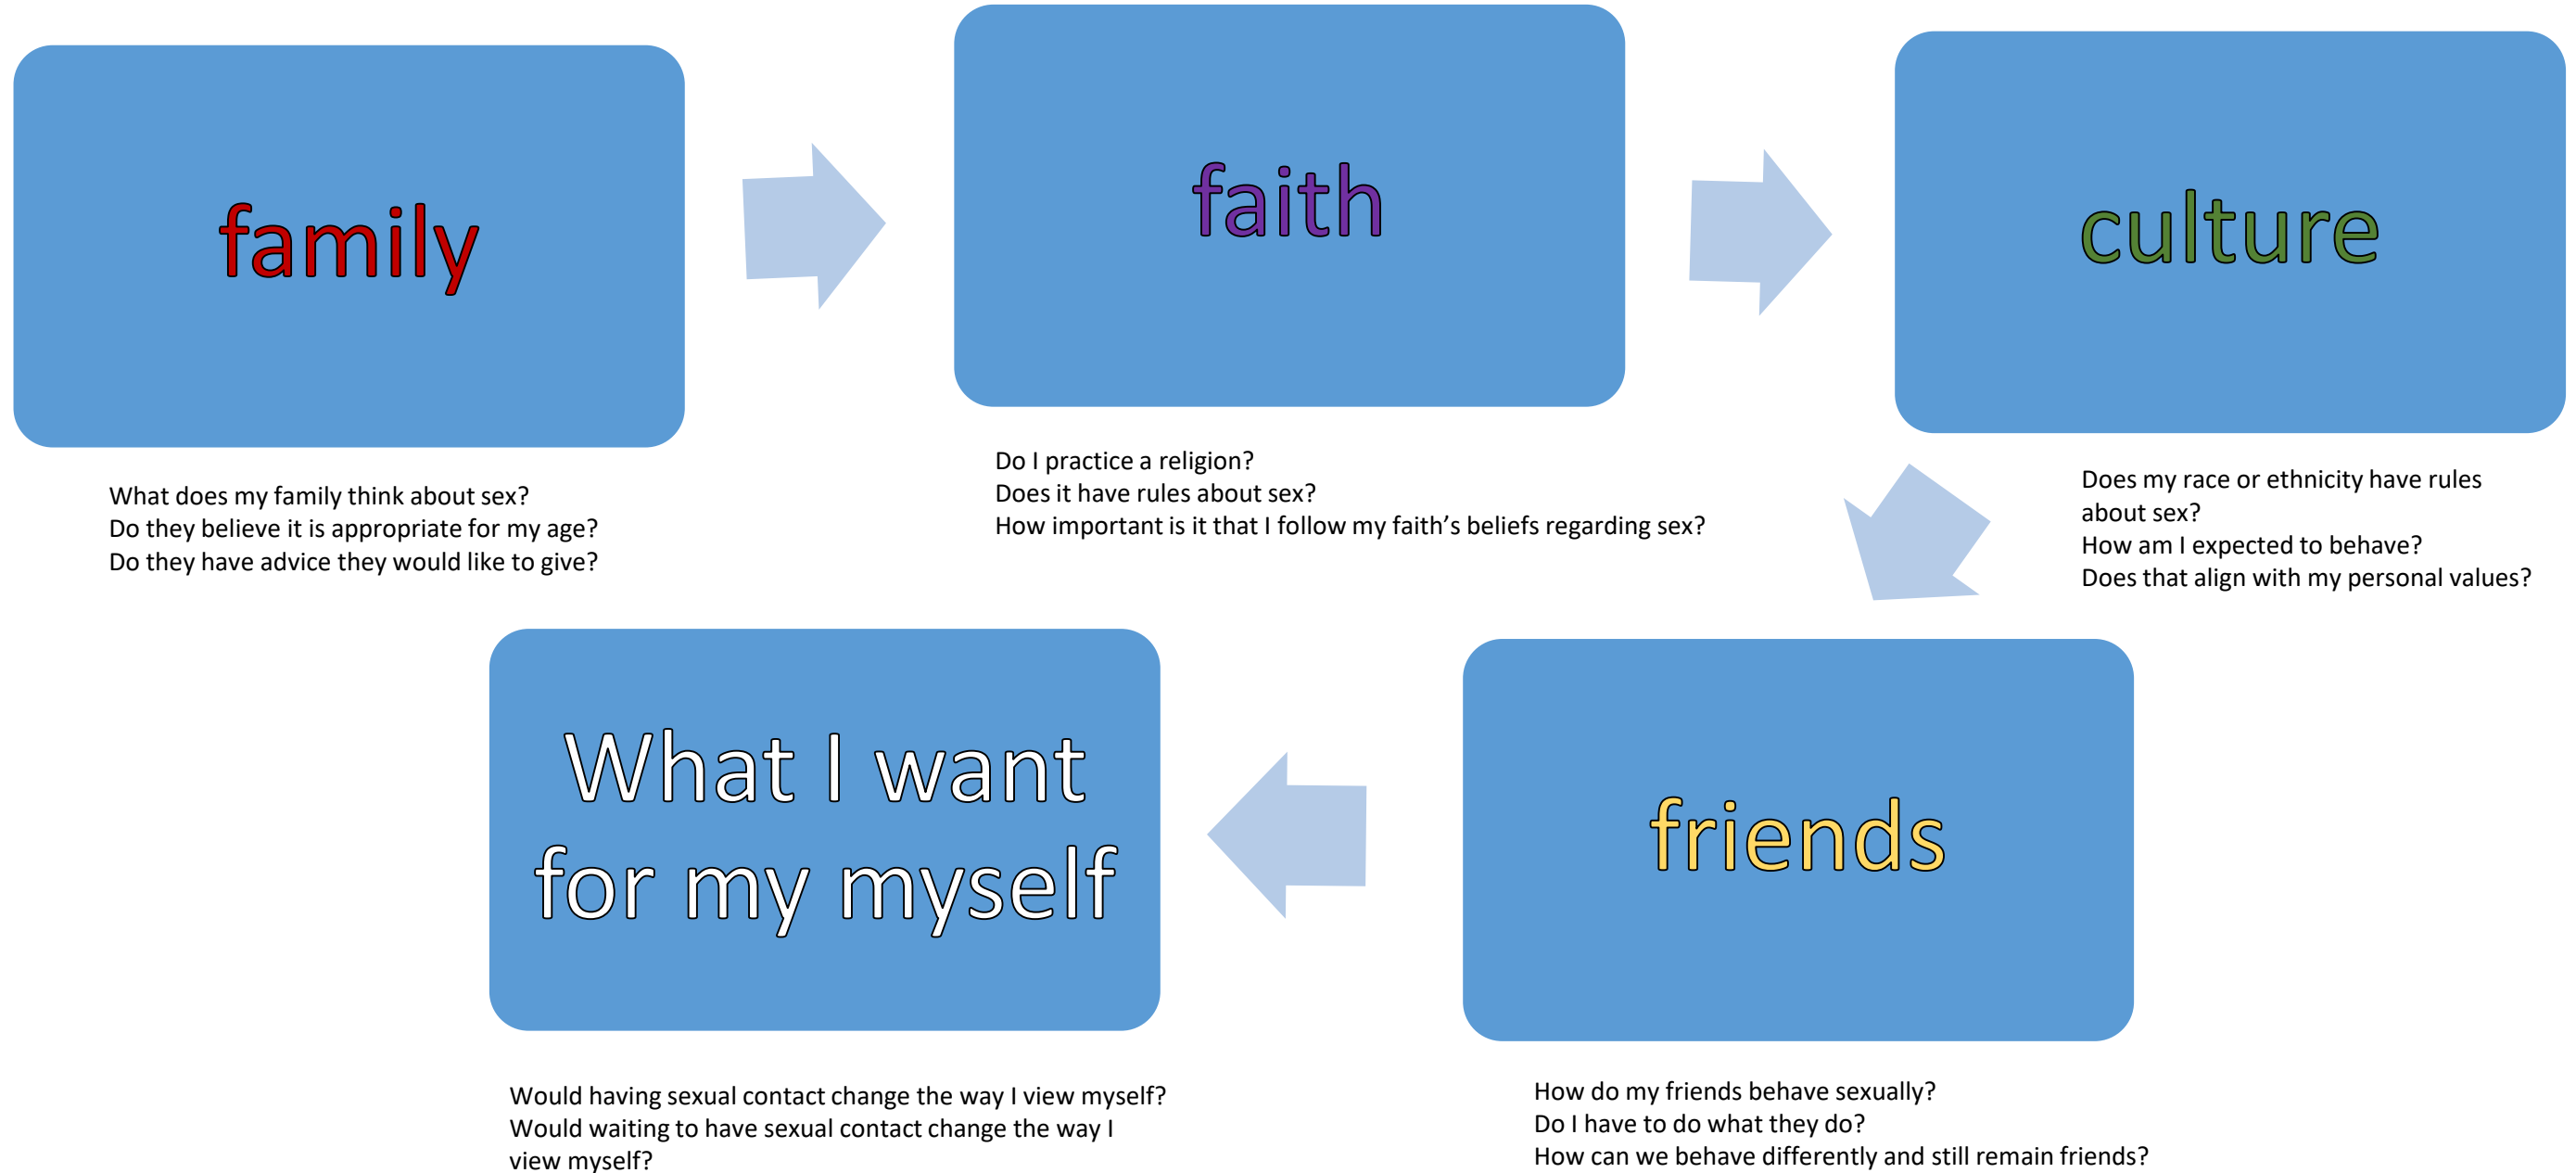 family
What does my family think about sex?
Do they believe it is appropriate for my age?
Do they have advice they would like to give?
faith
Do I practice a religion?
Does it have rules about sex?
How important is it that I follow my faith’s beliefs regarding sex?
culture
Does my race or ethnicity have rules
about sex?
How am I expected to behave?
Does that align with my personal values?
friends
How do my friends behave sexually?
Do I have to do what they do?
How can we behave differently and still remain friends?
What I want
for my myself
Would having sexual contact change the way I view myself?
Would waiting to have sexual contact change the way I
view myself?